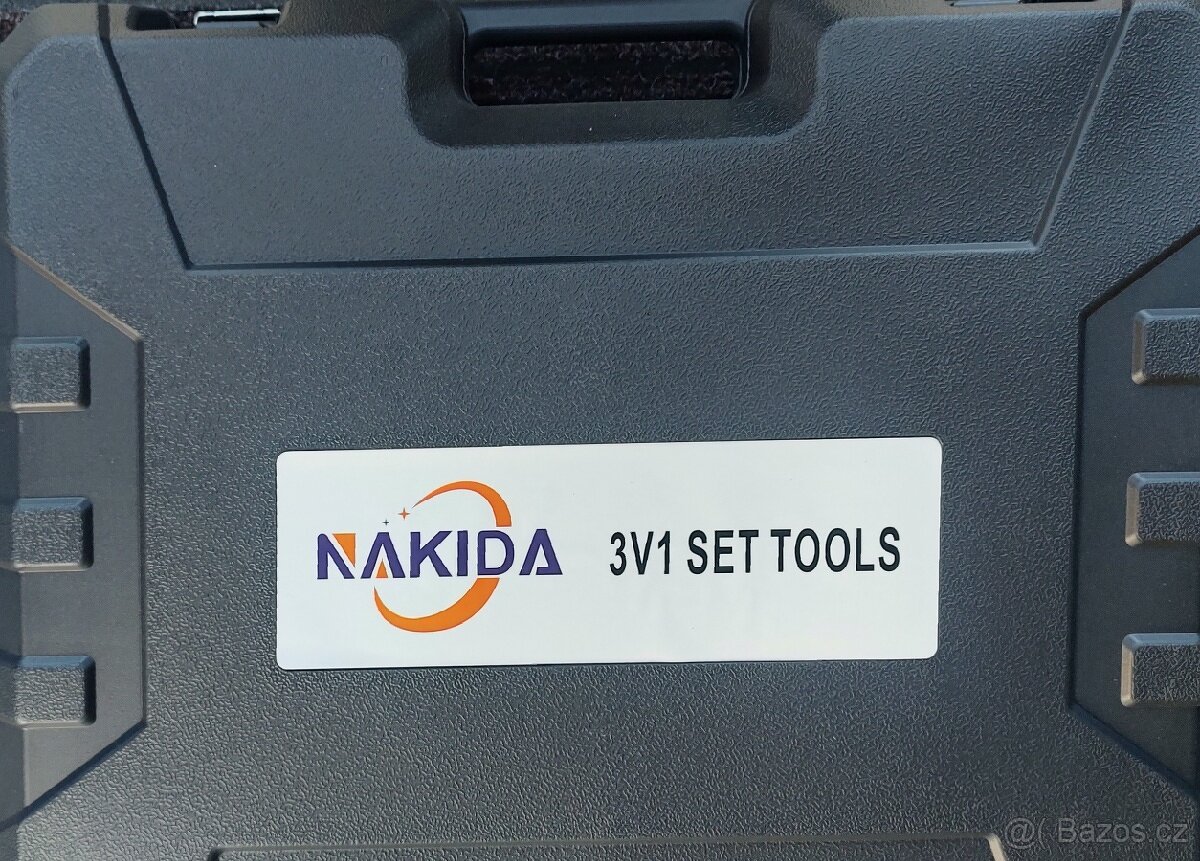 NAKIDA 3V1 SET TOOLS
@( Bazos.cz